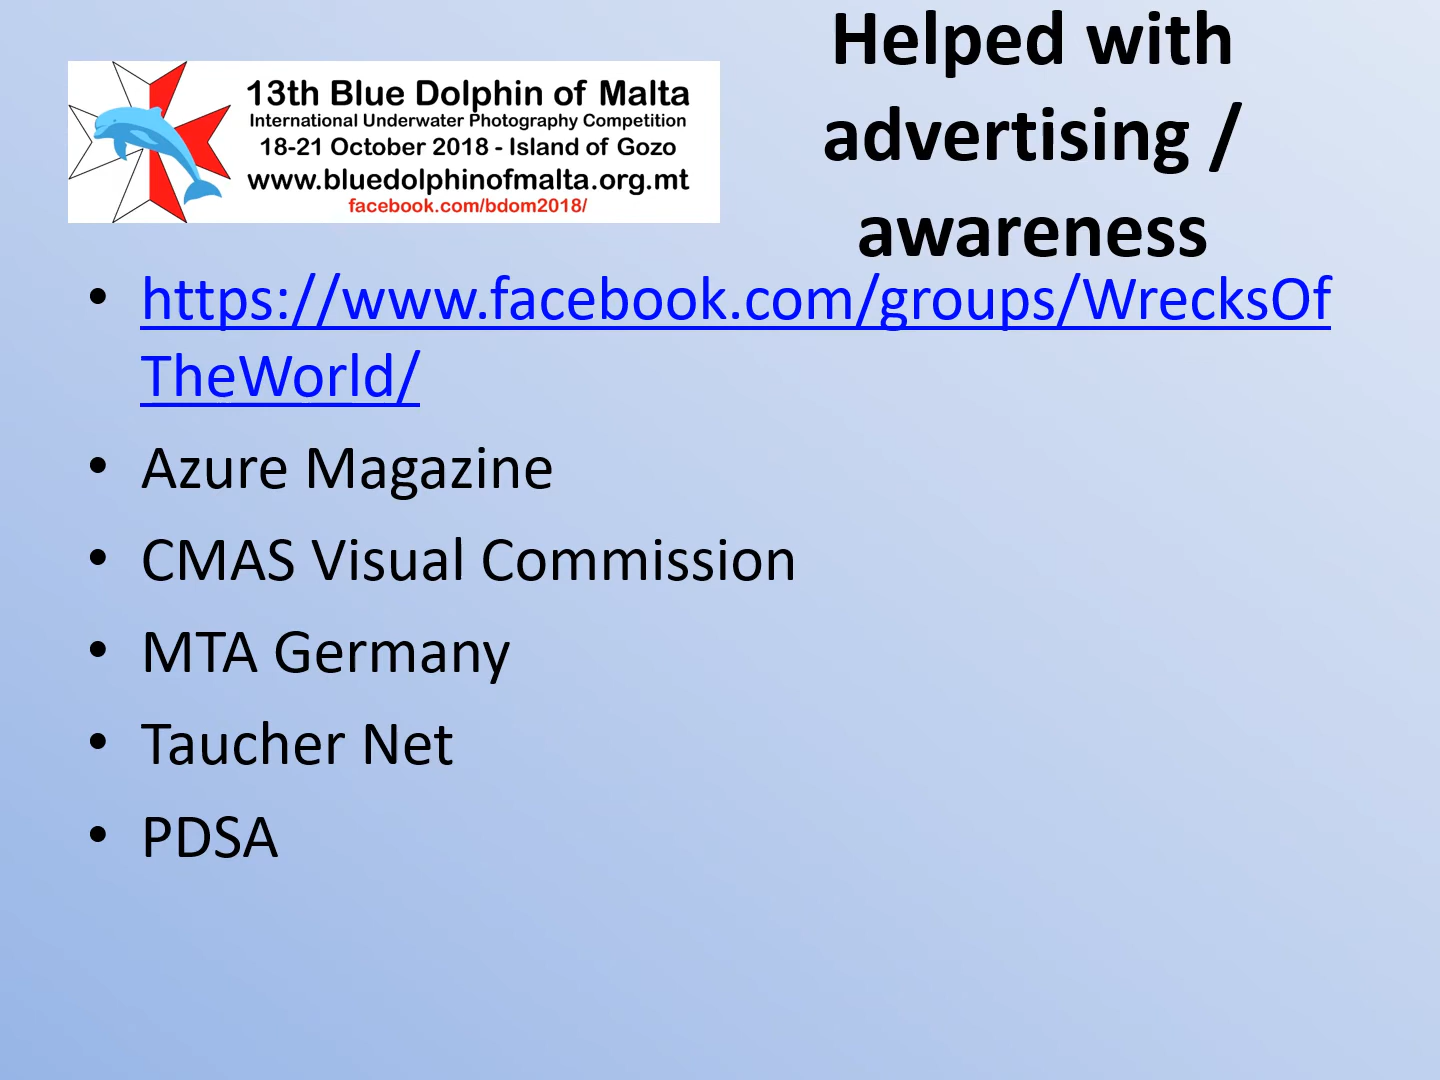 Helped with
advertising /
awareness
13th Blue Dolphin of Malta
International Underwater Photography Competition
18-21 October 2018 - Island of Gozo
www.bluedolphinofmalta.org.mt
facebook.com/bdom2018/
• https://www.facebook.com/groups/WrecksOf
TheWorld/
• Azure Magazine
• CMAS Visual Commission
• MTA Germany
• Taucher Net
• PDSA